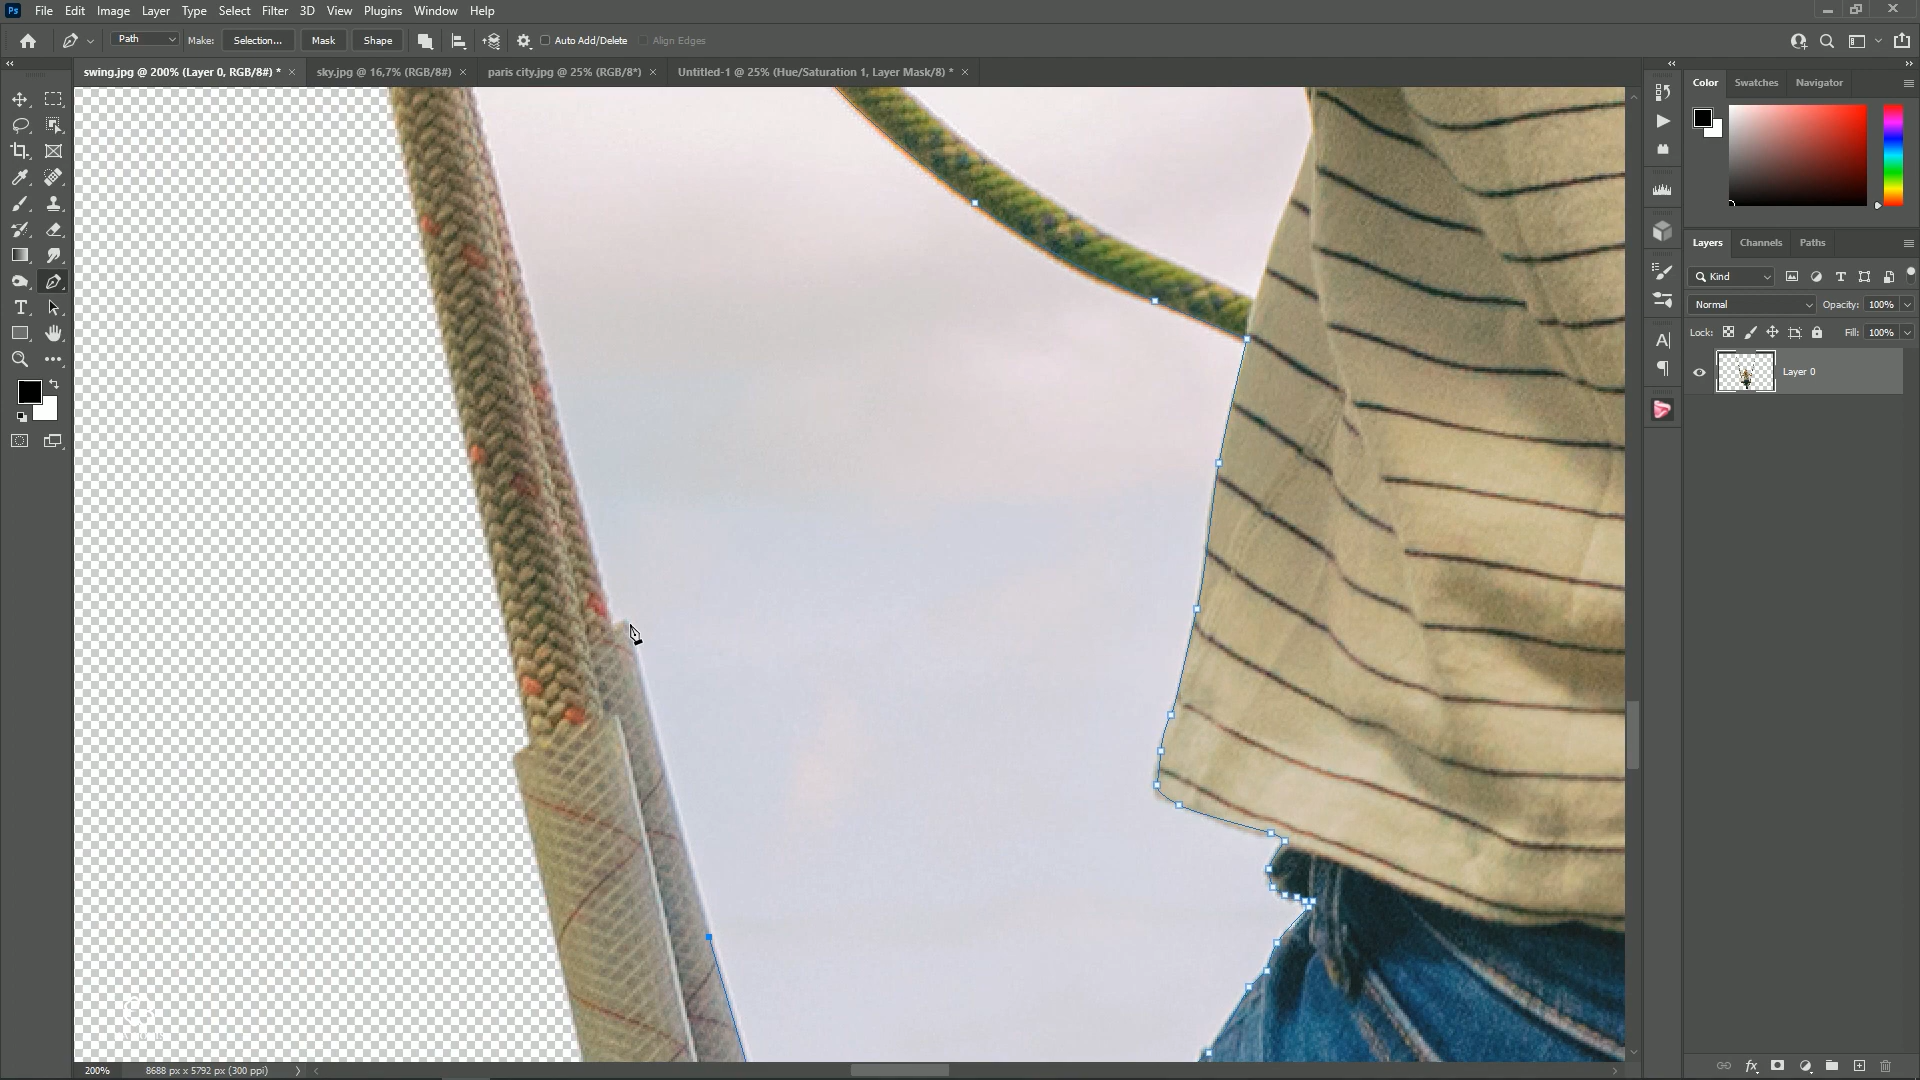 Ps File Edit Image Layer Type Select Filter 3D View Plugins Window Help
Path Make: Selection... Mask Shape Auto Add/Delete Align Edges
swing.jpg @ 200% (Layer 0, RGB/8#) * × sky.jpg @ 16,7% (RGB/8#) × paris city.jpg @ 25% (RGB/8*) × Untitled-1 @ 25% (Hue/Saturation 1, Layer Mask/8) * ×
Color Swatches Navigator
Layers Channels Paths
Kind
Normal Opacity: 100%
Lock: Fill: 100%
Layer 0
200% 8688 px x 5792 px (300 ppi)